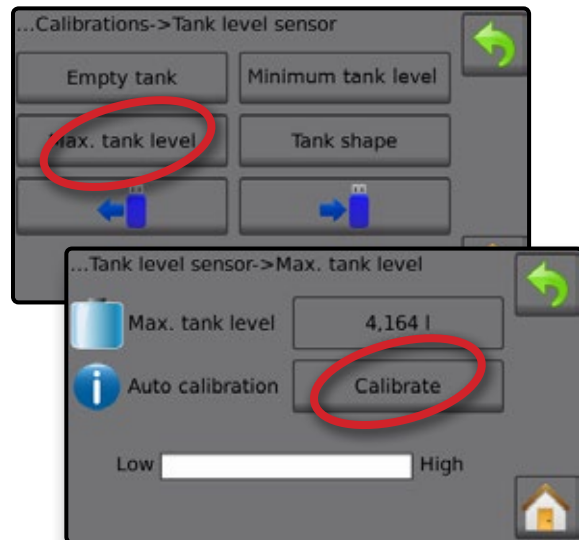 ...Calibrations->Tank level sensor
Empty tank
Minimum tank level
Max. tank level
Tank shape
...Tank level sensor->Max. tank level
Max. tank level
4,164 l
Auto calibration
Calibrate
Low
High